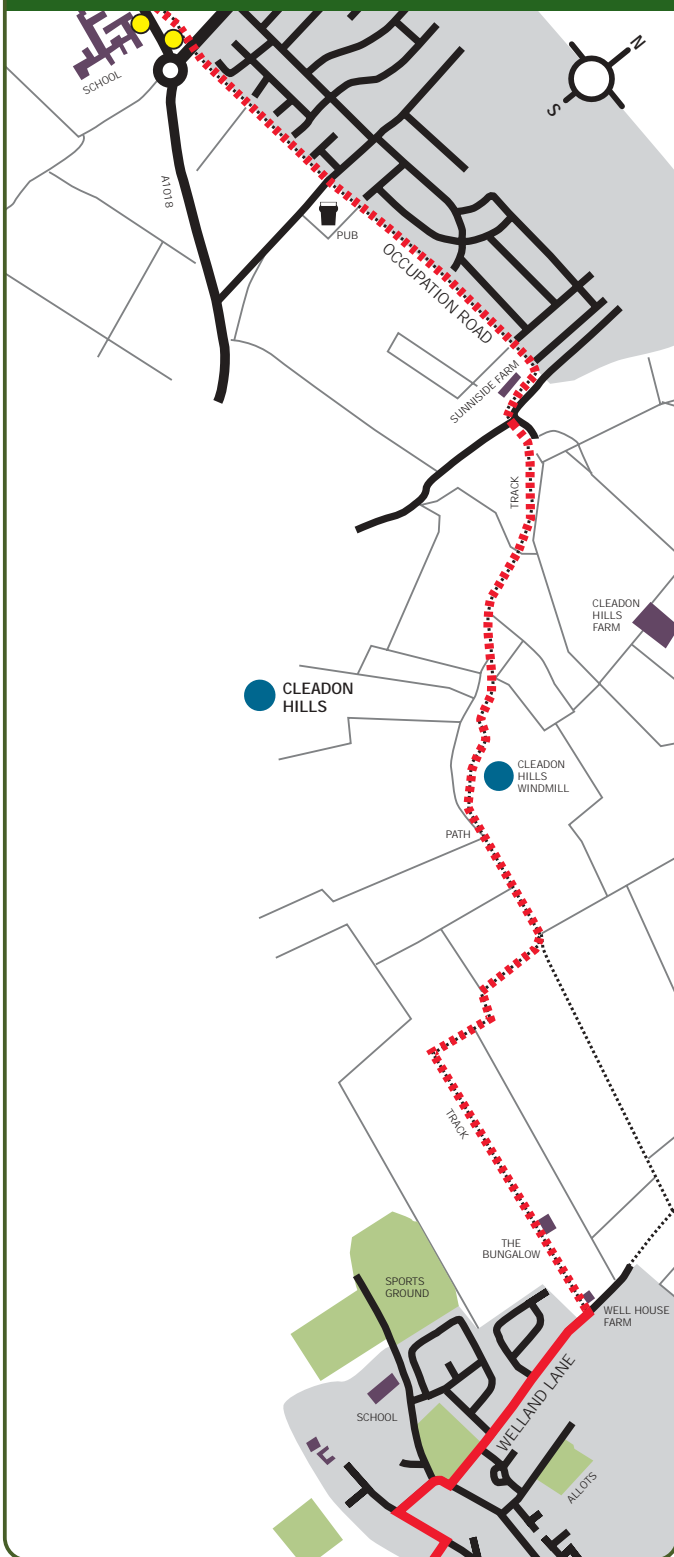 N
S
SCHOOL
A1018
PUB
OCCUPATION ROAD
SUNNISIDE FARM
TRACK
CLEADON
HILLS
FARM
CLEADON
HILLS
CLEADON
HILLS
WINDMILL
PATH
TRACK
THE
BUNGALOW
SPORTS
GROUND
WELL HOUSE
FARM
WELLAND LANE
SCHOOL
ALLOTS